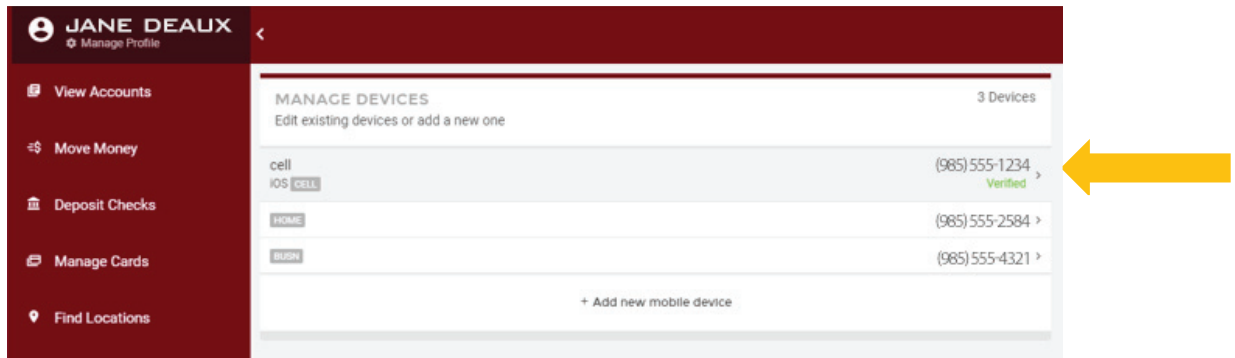 JANE DEAUX
Manage Profile
View Accounts
Move Money
Deposit Checks
Manage Cards
Find Locations
MANAGE DEVICES
3 Devices
Edit existing devices or add a new one
cell
(985) 555-1234
iOS CELL
Verified
HOME
(985) 555-2584
BUSN
(985) 555-4321
+ Add new mobile device